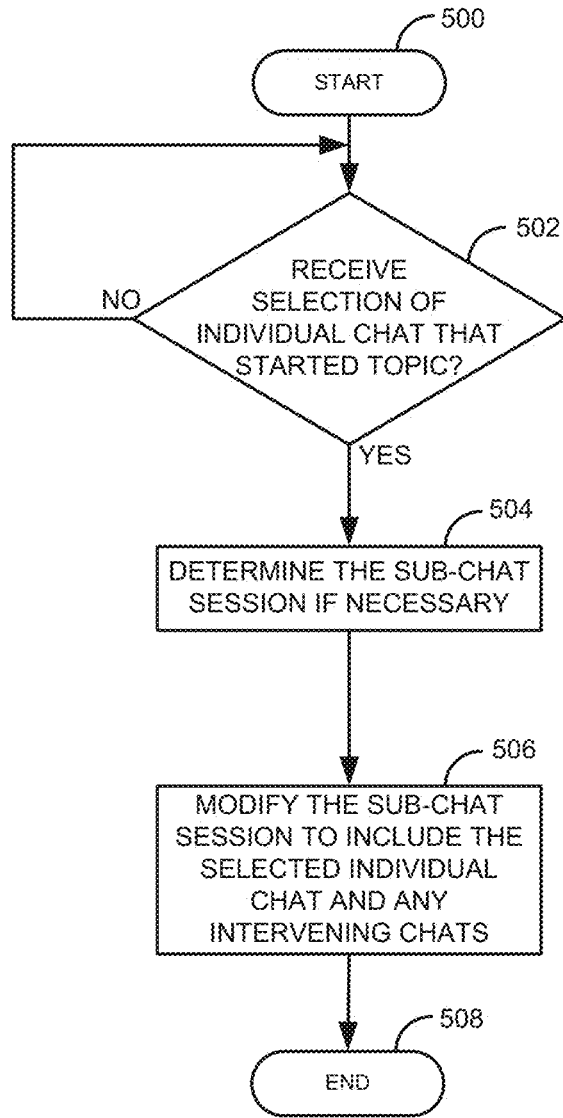 500
START
502
RECEIVE
SELECTION OF
INDIVIDUAL CHAT THAT
STARTED TOPIC?
NO
YES
504
DETERMINE THE SUB-CHAT
SESSION IF NECESSARY
506
MODIFY THE SUB-CHAT
SESSION TO INCLUDE THE
SELECTED INDIVIDUAL
CHAT AND ANY
INTERVENING CHATS
508
END